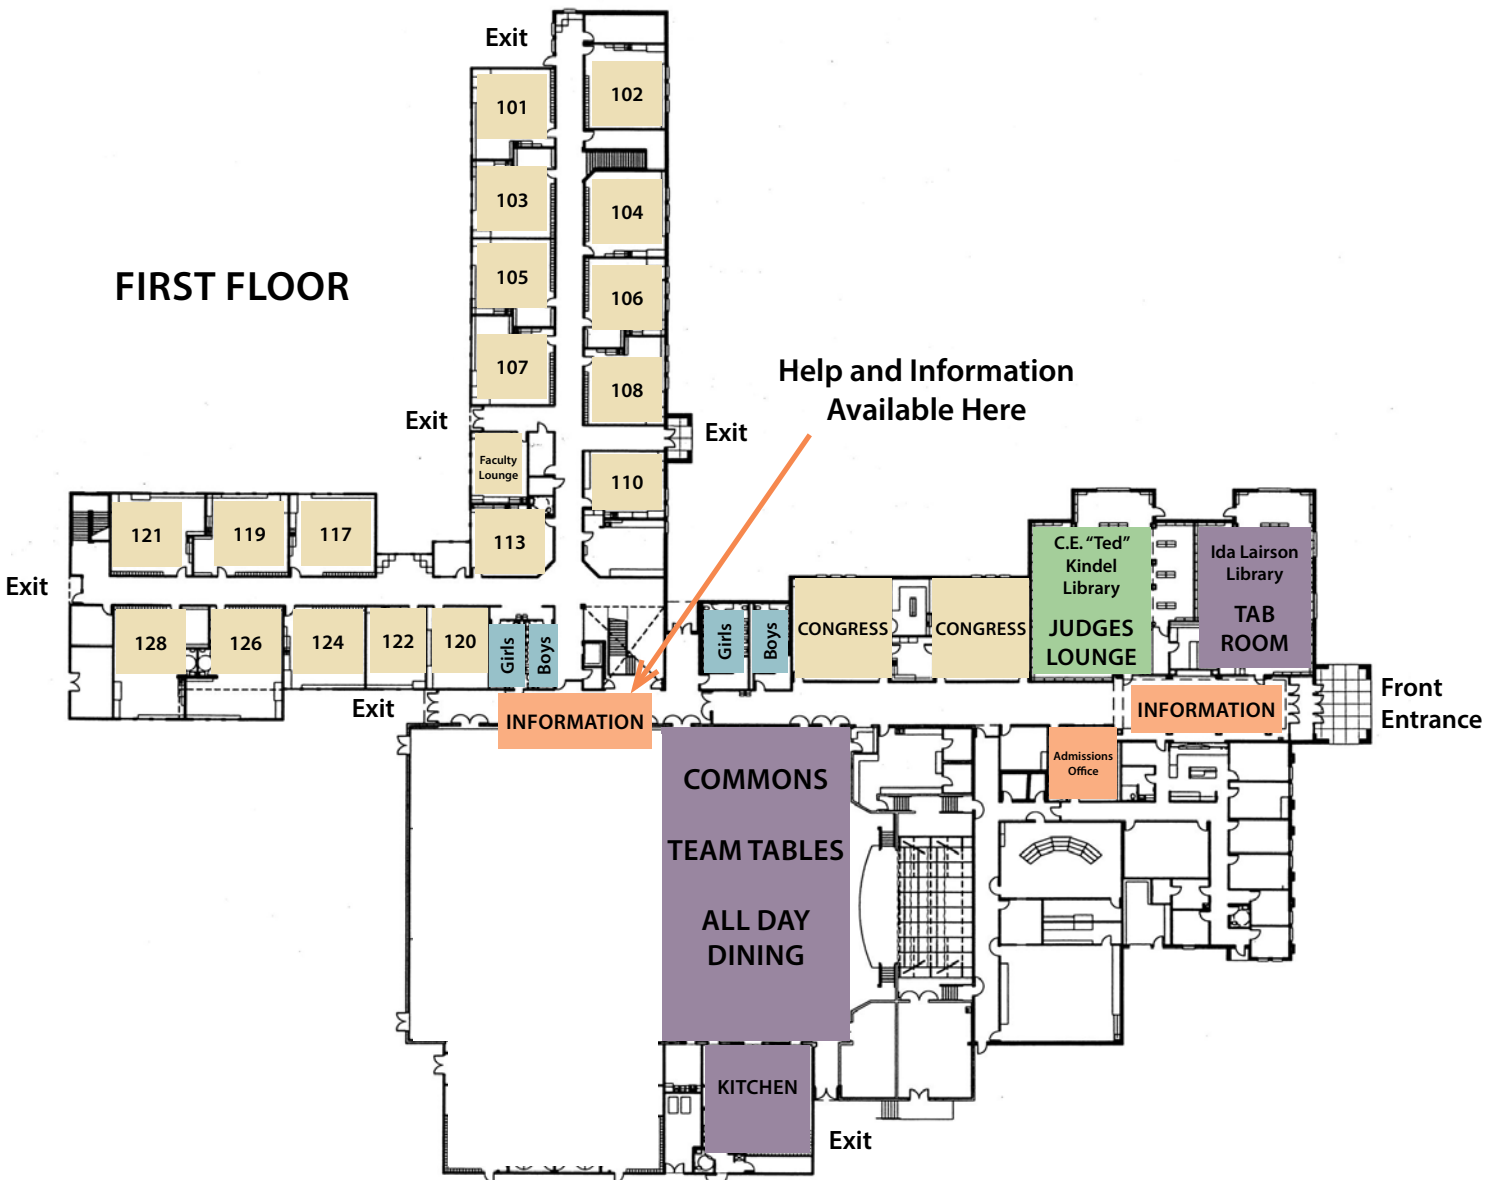 Exit
101
102
103
104
FIRST FLOOR
105
106
107
108
Help and Information
Available Here
Exit
Exit
Faculty
Lounge
110
121
119
117
113
Exit
128
126
124
122
120
Girls
Boys
Girls
Boys
CONGRESS
CONGRESS
C.E. “Ted”
Kindel
Library
JUDGES
LOUNGE
Ida Lairson
Library
TAB
ROOM
Exit
INFORMATION
INFORMATION
Front
Entrance
Admissions
Office
COMMONS
TEAM TABLES
ALL DAY
DINING
KITCHEN
Exit